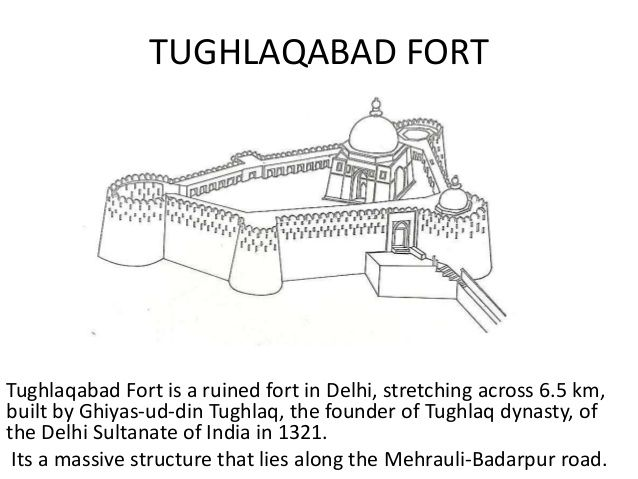 TUGHLAQABAD FORT
Tughlaqabad Fort is a ruined fort in Delhi, stretching across 6.5 km,
built by Ghiyas-ud-din Tughlaq, the founder of Tughlaq dynasty, of
the Delhi Sultanate of India in 1321.
Its a massive structure that lies along the Mehrauli-Badarpur road.